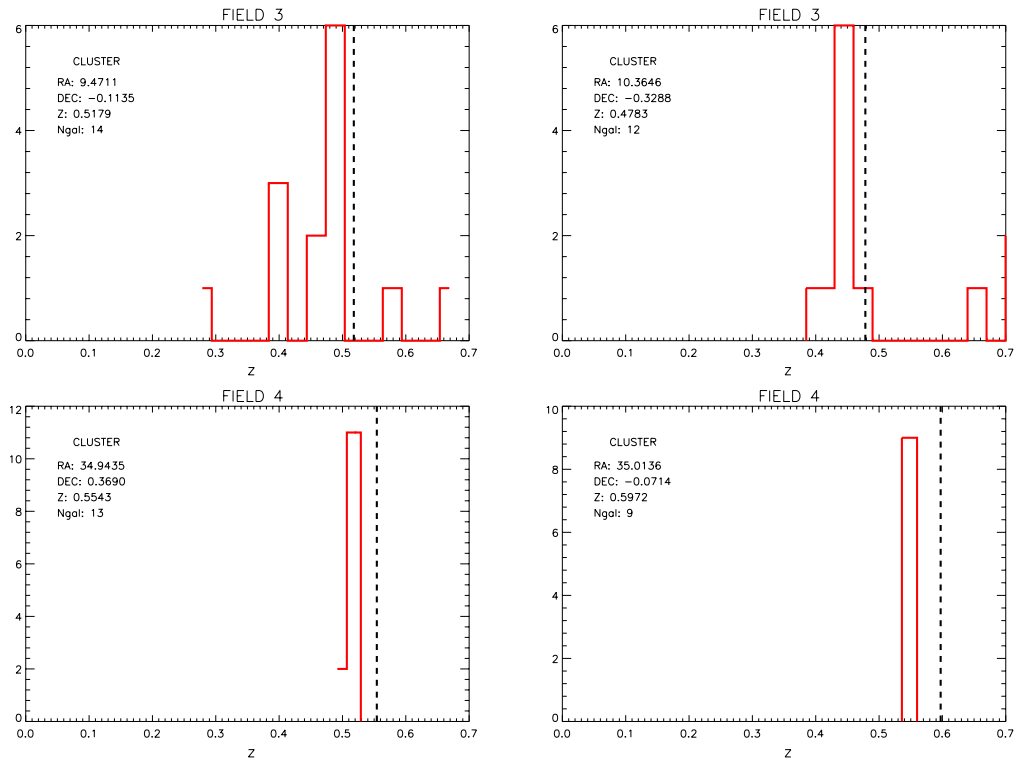 FIELD 3
6
4
2
0
CLUSTER
RA: 9.4711
DEC: −0.1135
Z: 0.5179
Ngal: 14
0.0 0.1 0.2 0.3 0.4 0.5 0.6 0.7
Z
FIELD 3
6
4
2
0
CLUSTER
RA: 10.3646
DEC: −0.3288
Z: 0.4783
Ngal: 12
0.0 0.1 0.2 0.3 0.4 0.5 0.6 0.7
Z
FIELD 4
12
10
8
6
4
2
0
CLUSTER
RA: 34.9435
DEC: 0.3690
Z: 0.5543
Ngal: 13
0.0 0.1 0.2 0.3 0.4 0.5 0.6 0.7
Z
FIELD 4
10
8
6
4
2
0
CLUSTER
RA: 35.0136
DEC: −0.0714
Z: 0.5972
Ngal: 9
0.0 0.1 0.2 0.3 0.4 0.5 0.6 0.7
Z